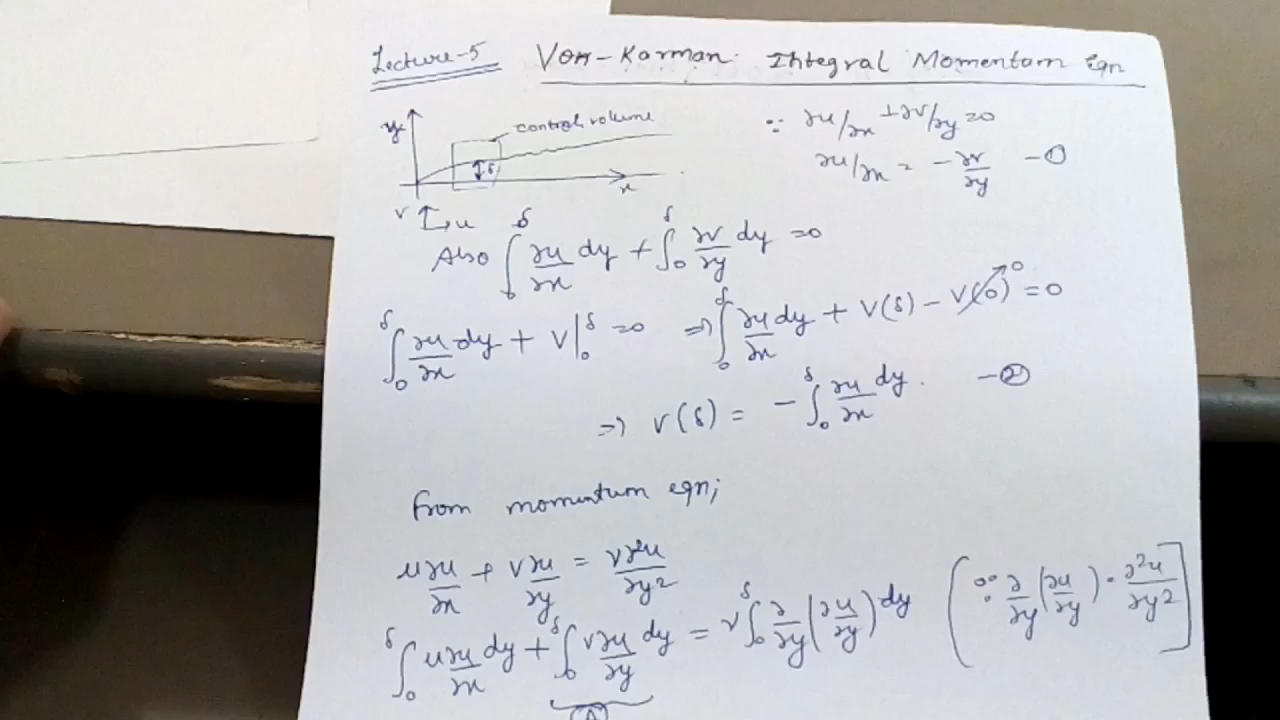 Lecture-5 Von-Karman Integral Momentum Eqn
y
control volume
δ
x
v u
∵ ∂u/∂x + ∂v/∂y = 0
∂u/∂x = -∂v/∂y -①
Also ∫₀^δ ∂u/∂x dy + ∫₀^δ ∂v/∂y dy = 0
∫₀^δ ∂u/∂x dy + v|₀^δ = 0 ⇒ ∫₀^δ ∂u/∂x dy + v(δ) - v(0)↗⁰ = 0
⇒ v(δ) = -∫₀^δ ∂u/∂x dy. -②
from momentum eqn;
u∂u/∂x + v∂u/∂y = ν∂²u/∂y²
∫₀^δ u∂u/∂x dy + ∫₀^δ v∂u/∂y dy = ν∫₀^δ ∂/∂y(∂u/∂y) dy [∵ ∂/∂y(∂u/∂y) = ∂²u/∂y²]
A